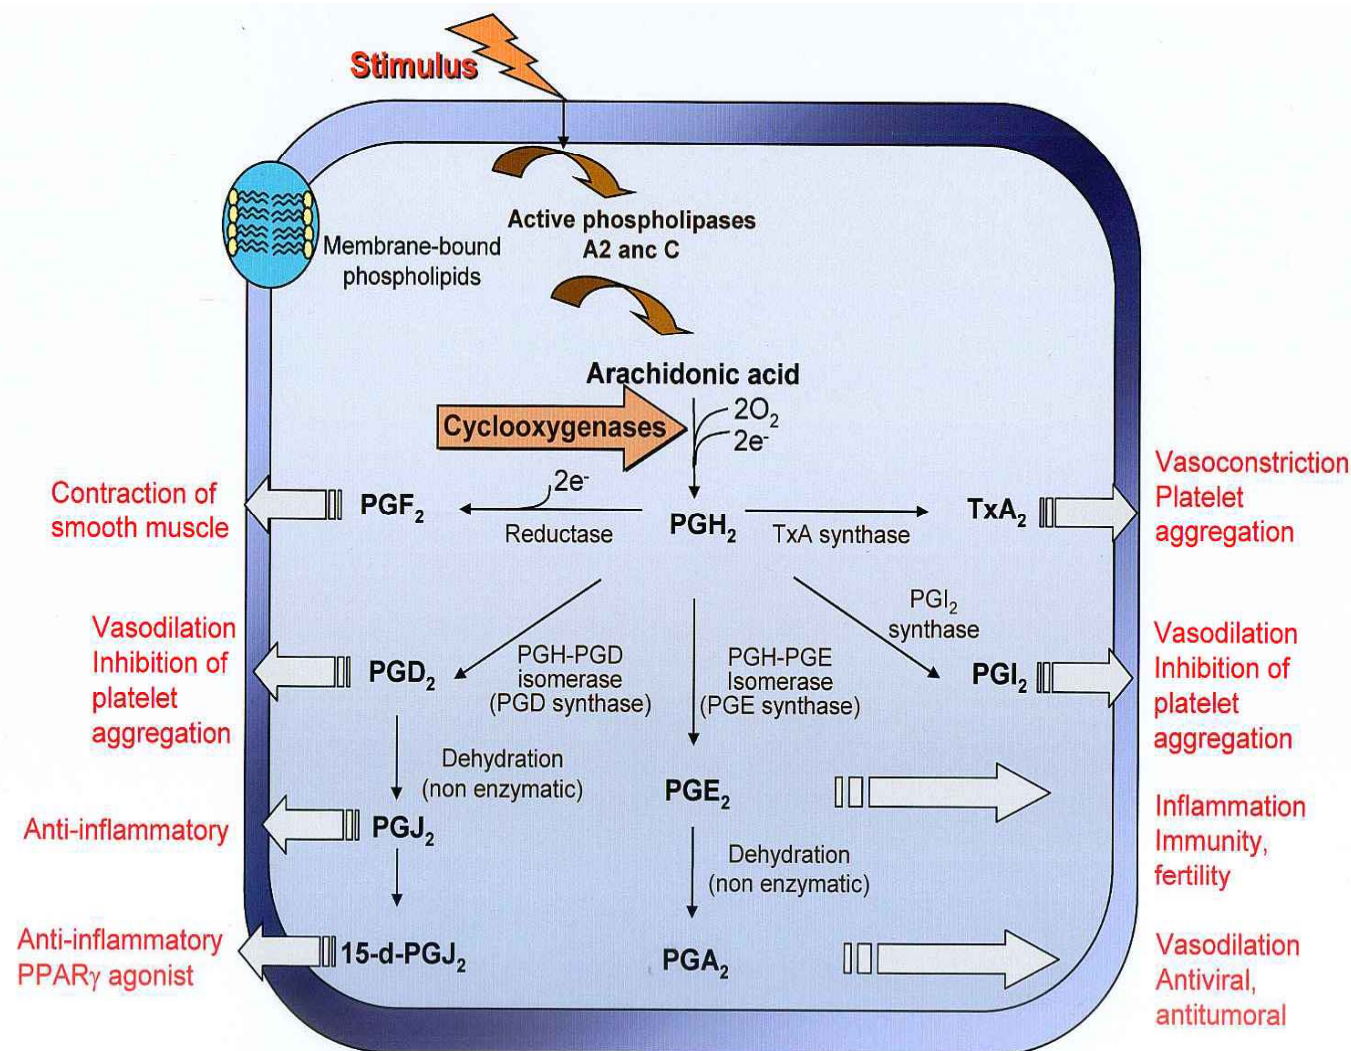 Stimulus
Active phospholipases
A2 anc C
Membrane-bound
phospholipids
Arachidonic acid
Cyclooxygenases
2O₂
2e⁻
Contraction of
smooth muscle
PGF₂
2e⁻
Reductase
PGH₂
TxA synthase
TxA₂
Vasoconstriction
Platelet
aggregation
Vasodilation
Inhibition of
platelet
aggregation
PGD₂
PGH-PGD
isomerase
(PGD synthase)
PGH-PGE
Isomerase
(PGE synthase)
PGI₂
synthase
PGI₂
Vasodilation
Inhibition of
platelet
aggregation
Dehydration
(non enzymatic)
PGE₂
Inflammation
Immunity,
fertility
Anti-inflammatory
PGJ₂
Dehydration
(non enzymatic)
Anti-inflammatory
PPARγ agonist
15-d-PGJ₂
PGA₂
Vasodilation
Antiviral,
antitumoral